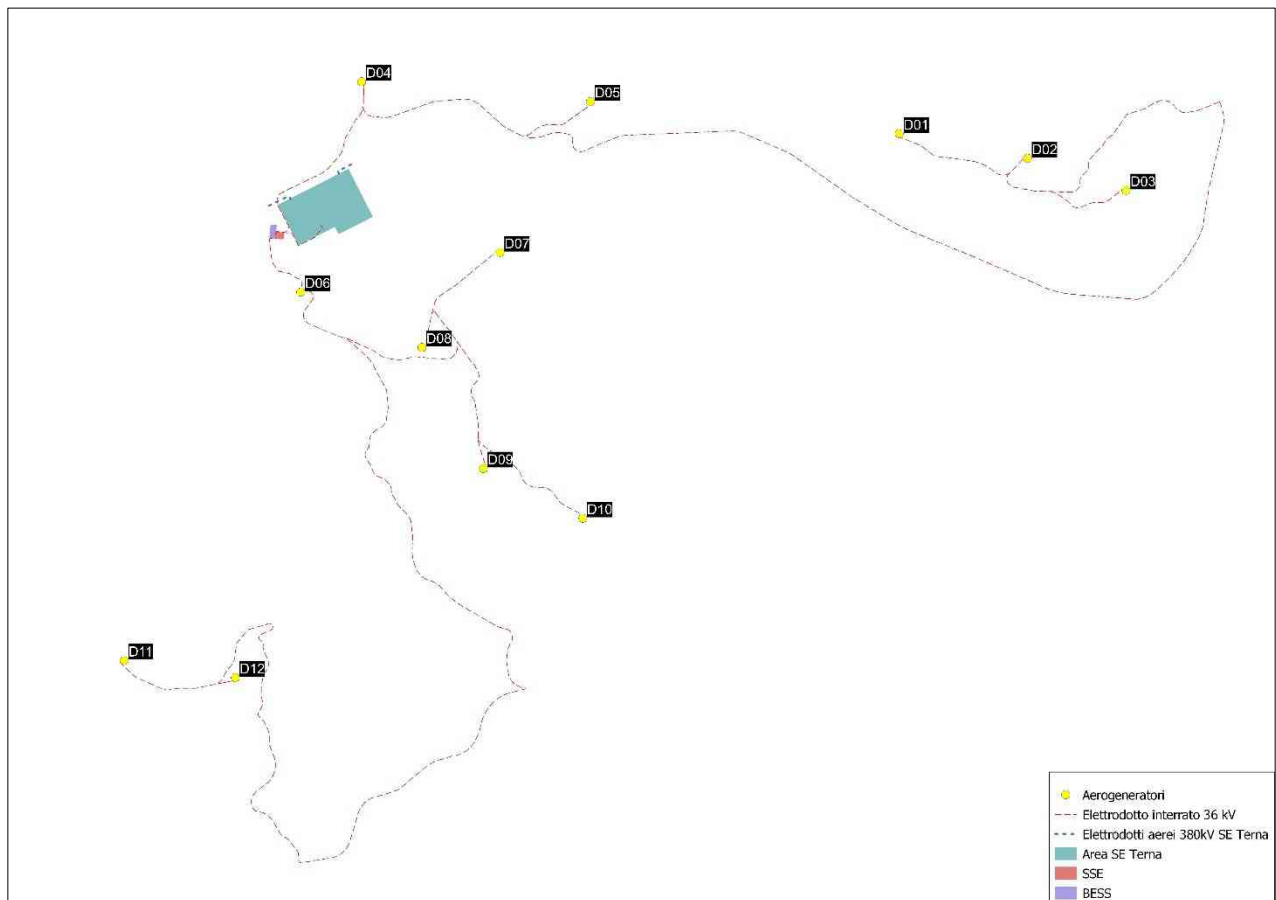 D04
D05
D01
D02
D03
D07
D06
D08
D09
D10
D11
D12
Aerogeneratori
Elettrodotto interrato 36 kV
Elettrodotti aerei 380kV SE Terna
Area SE Terna
SSE
BESS